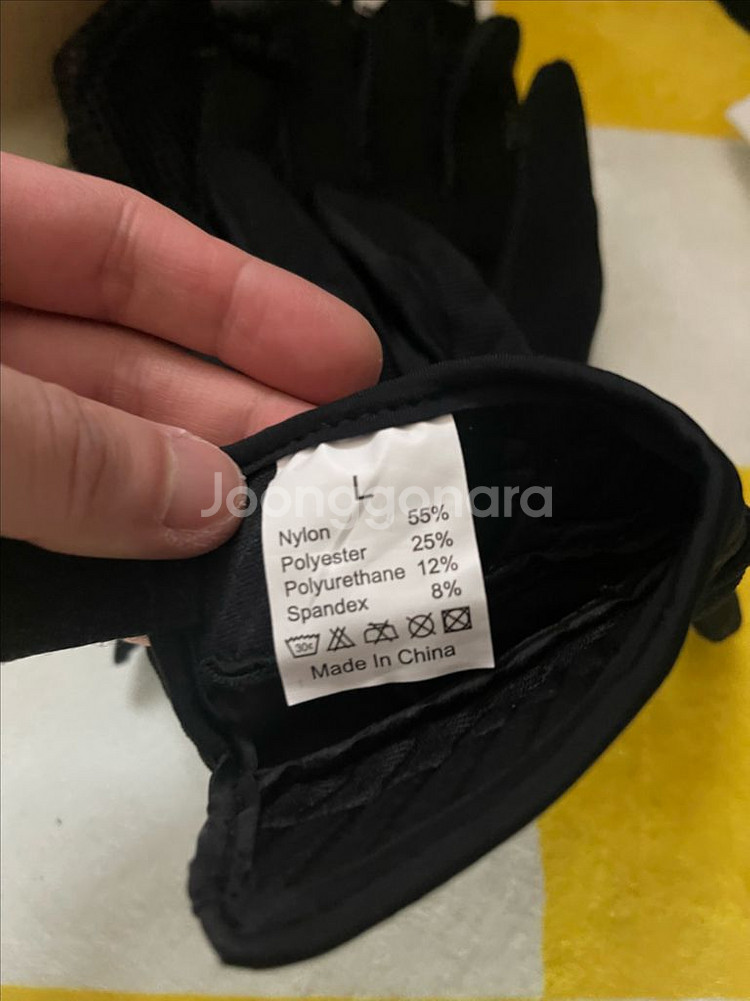 L
Joonggonara
Nylon 55%
Polyester 25%
Polyurethane 12%
Spandex 8%
30c
Made In China